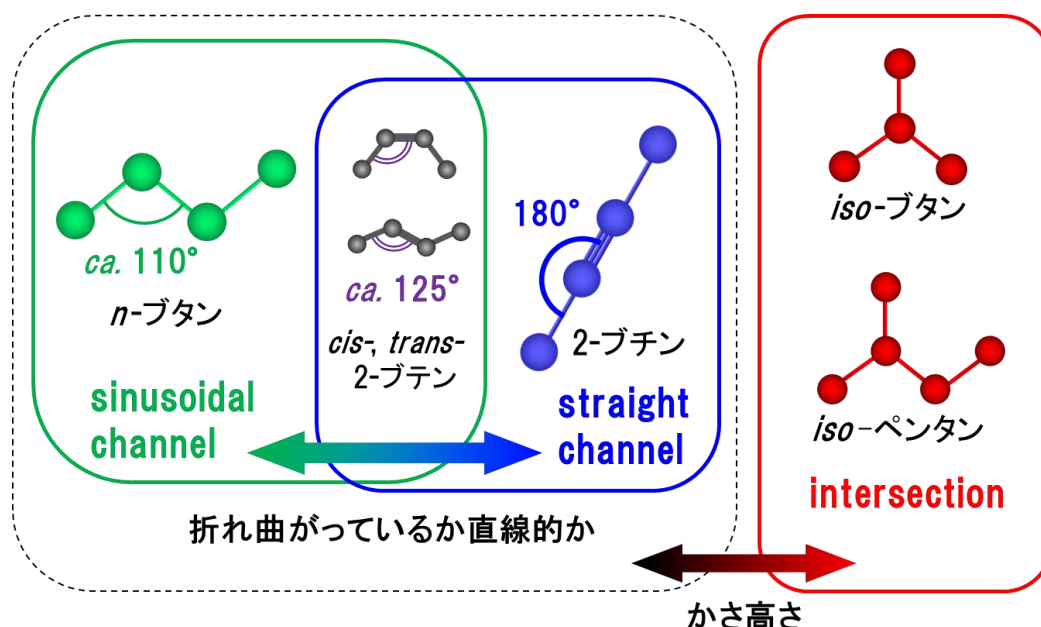 ca. 110°
n-ブタン
sinusoidal
channel
ca. 125°
cis-, trans-
2-ブテン
180°
2-ブチン
straight
channel
折れ曲がっているか直線的か
iso-ブタン
iso-ペンタン
intersection
かさ高さ